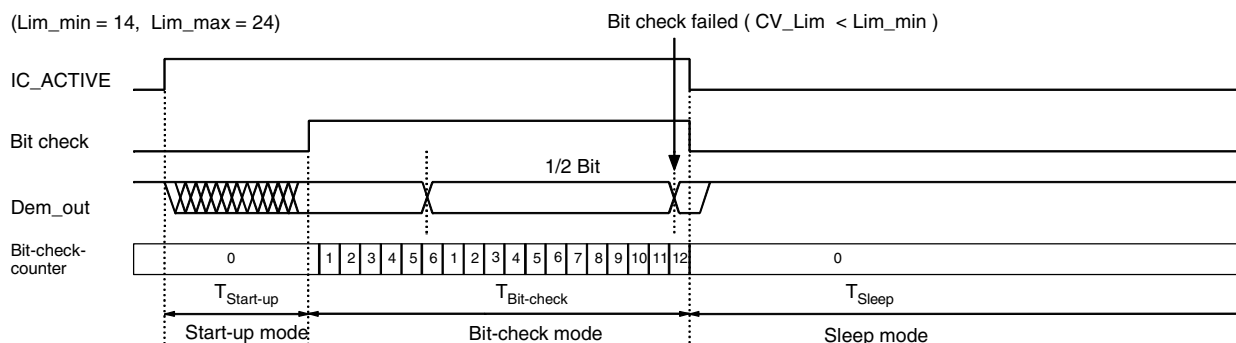 (Lim_min = 14, Lim_max = 24)
Bit check failed ( CV_Lim < Lim_min )
IC_ACTIVE
Bit check
1/2 Bit
Dem_out
Bit-check-
counter
0 1 2 3 4 5 6 1 2 3 4 5 6 7 8 9 10 11 12 0
TStart-up TBit-check TSleep
Start-up mode Bit-check mode Sleep mode